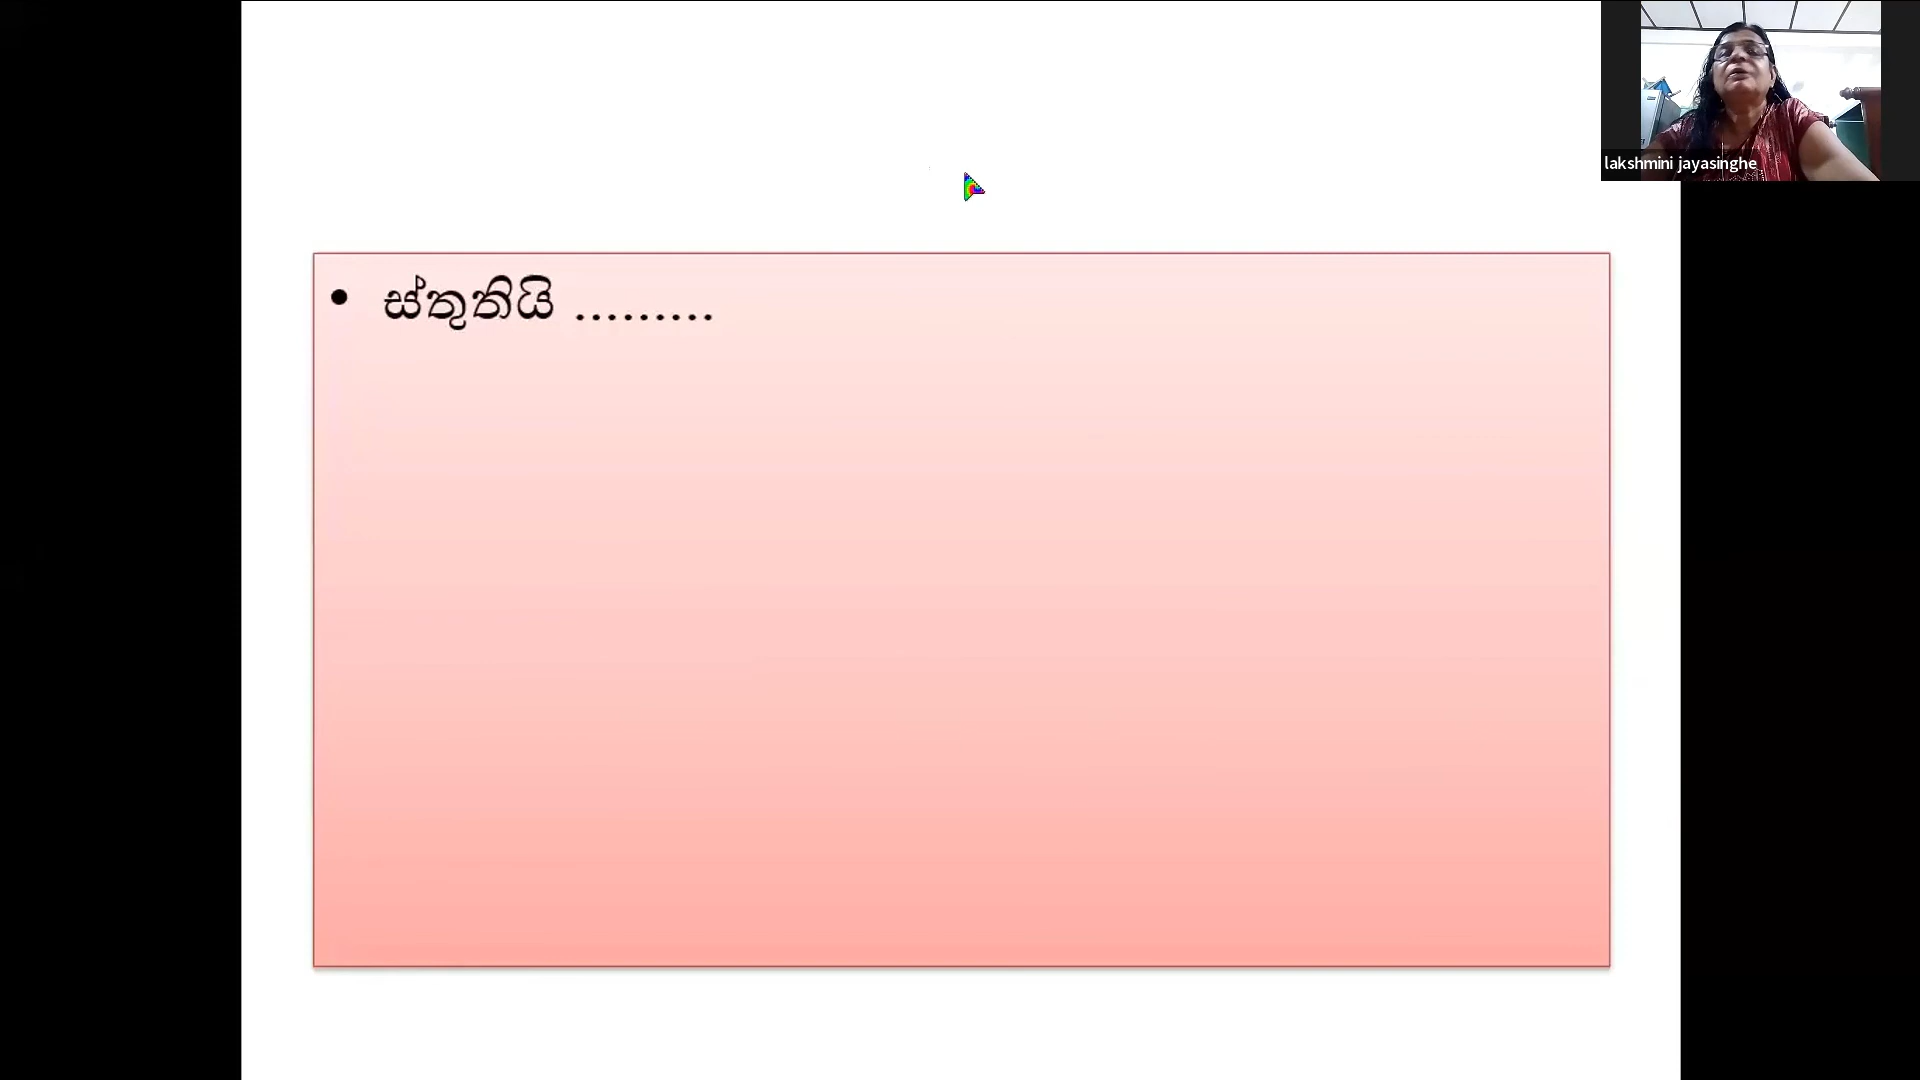 lakshmini jayasinghe
• ස්තුතියි .........